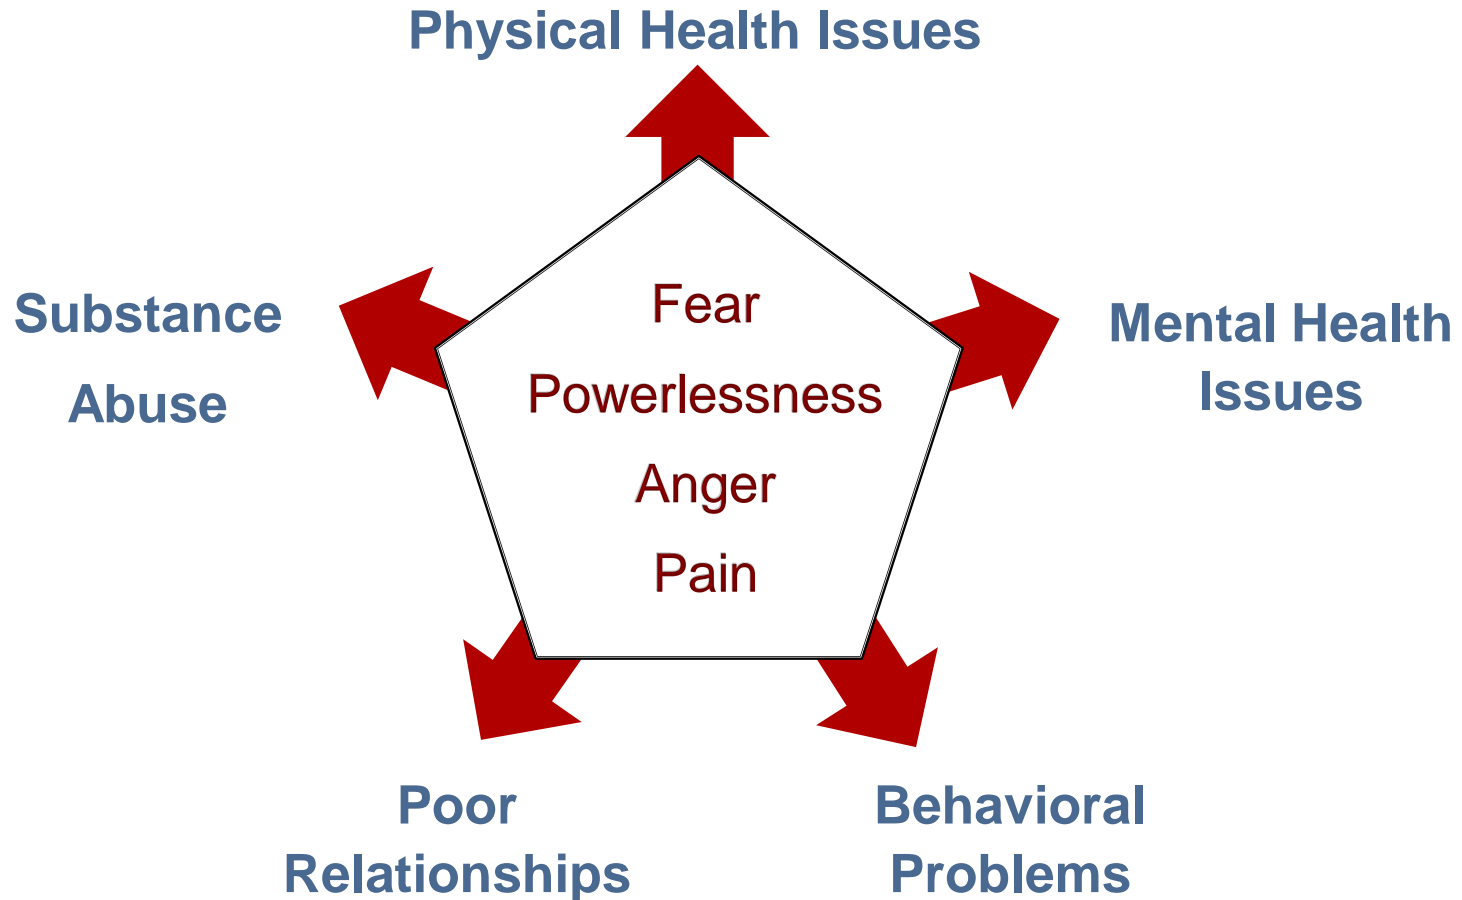 Physical Health Issues
Substance
Abuse
Fear
Powerlessness
Anger
Pain
Mental Health
Issues
Poor
Relationships
Behavioral
Problems